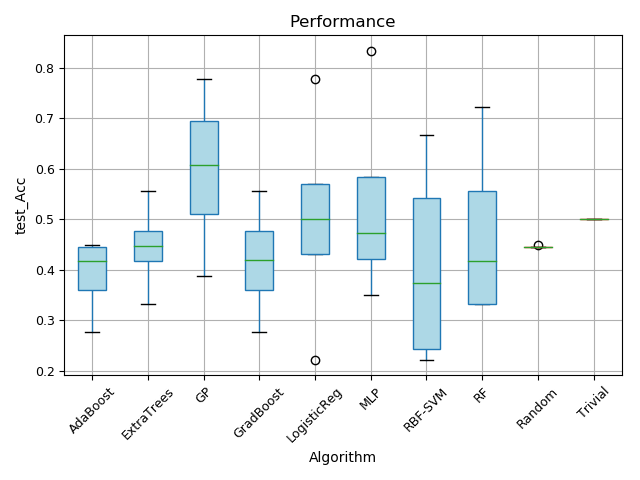 Performance
test_Acc
0.8
0.7
0.6
0.5
0.4
0.3
0.2
AdaBoost
ExtraTrees
GP
GradBoost
LogisticReg
MLP
RBF-SVM
RF
Random
Trivial
Algorithm